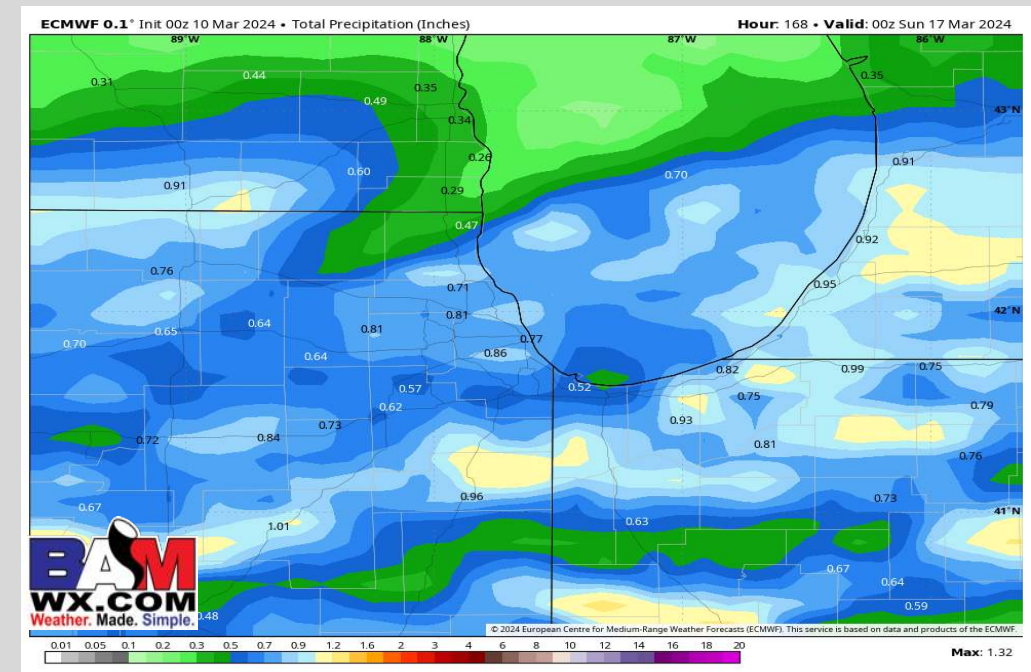 ECMWF 0.1° Init 00z 10 Mar 2024 • Total Precipitation (Inches)
Hour: 168 • Valid: 00z Sun 17 Mar 2024
89°W 88°W 87°W 86°W
0.31 0.44 0.35 0.35
0.49
0.34
43°N
0.26
0.60 0.70 0.91
0.91 0.29
0.47
0.92
0.76
0.71 0.95
0.81 42°N
0.70 0.65 0.64 0.81
0.77
0.64 0.86
0.82 0.99 0.75
0.57 0.52
0.62 0.75 0.79
0.73 0.93
0.72 0.84 0.81
0.76
0.96 0.73
0.67 41°N
1.01 0.63
0.67
0.64
0.59
0.48
BAM
WX.COM
Weather. Made. Simple.
© 2024 European Centre for Medium-Range Weather Forecasts (ECMWF). This service is based on data and products of the ECMWF.
0.01 0.05 0.1 0.2 0.3 0.5 0.7 0.9 1.2 1.6 2 3 4 6 8 10 12 14 16 18 20
Max: 1.32